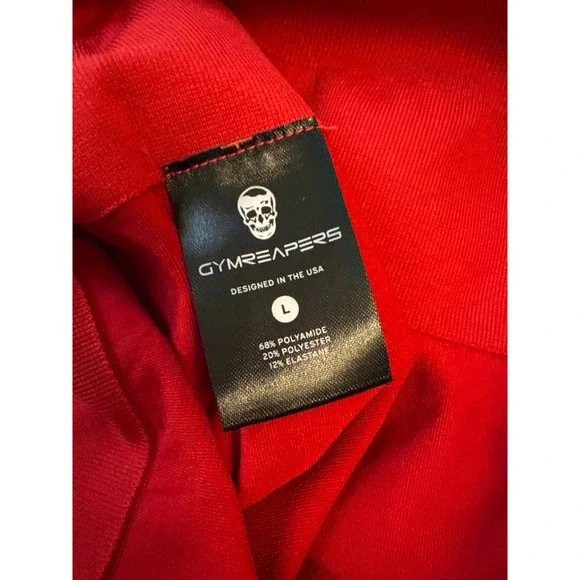 GYMREAPERS
DESIGNED IN THE USA
L
68% POLYAMIDE
20% POLYESTER
12% ELASTANE